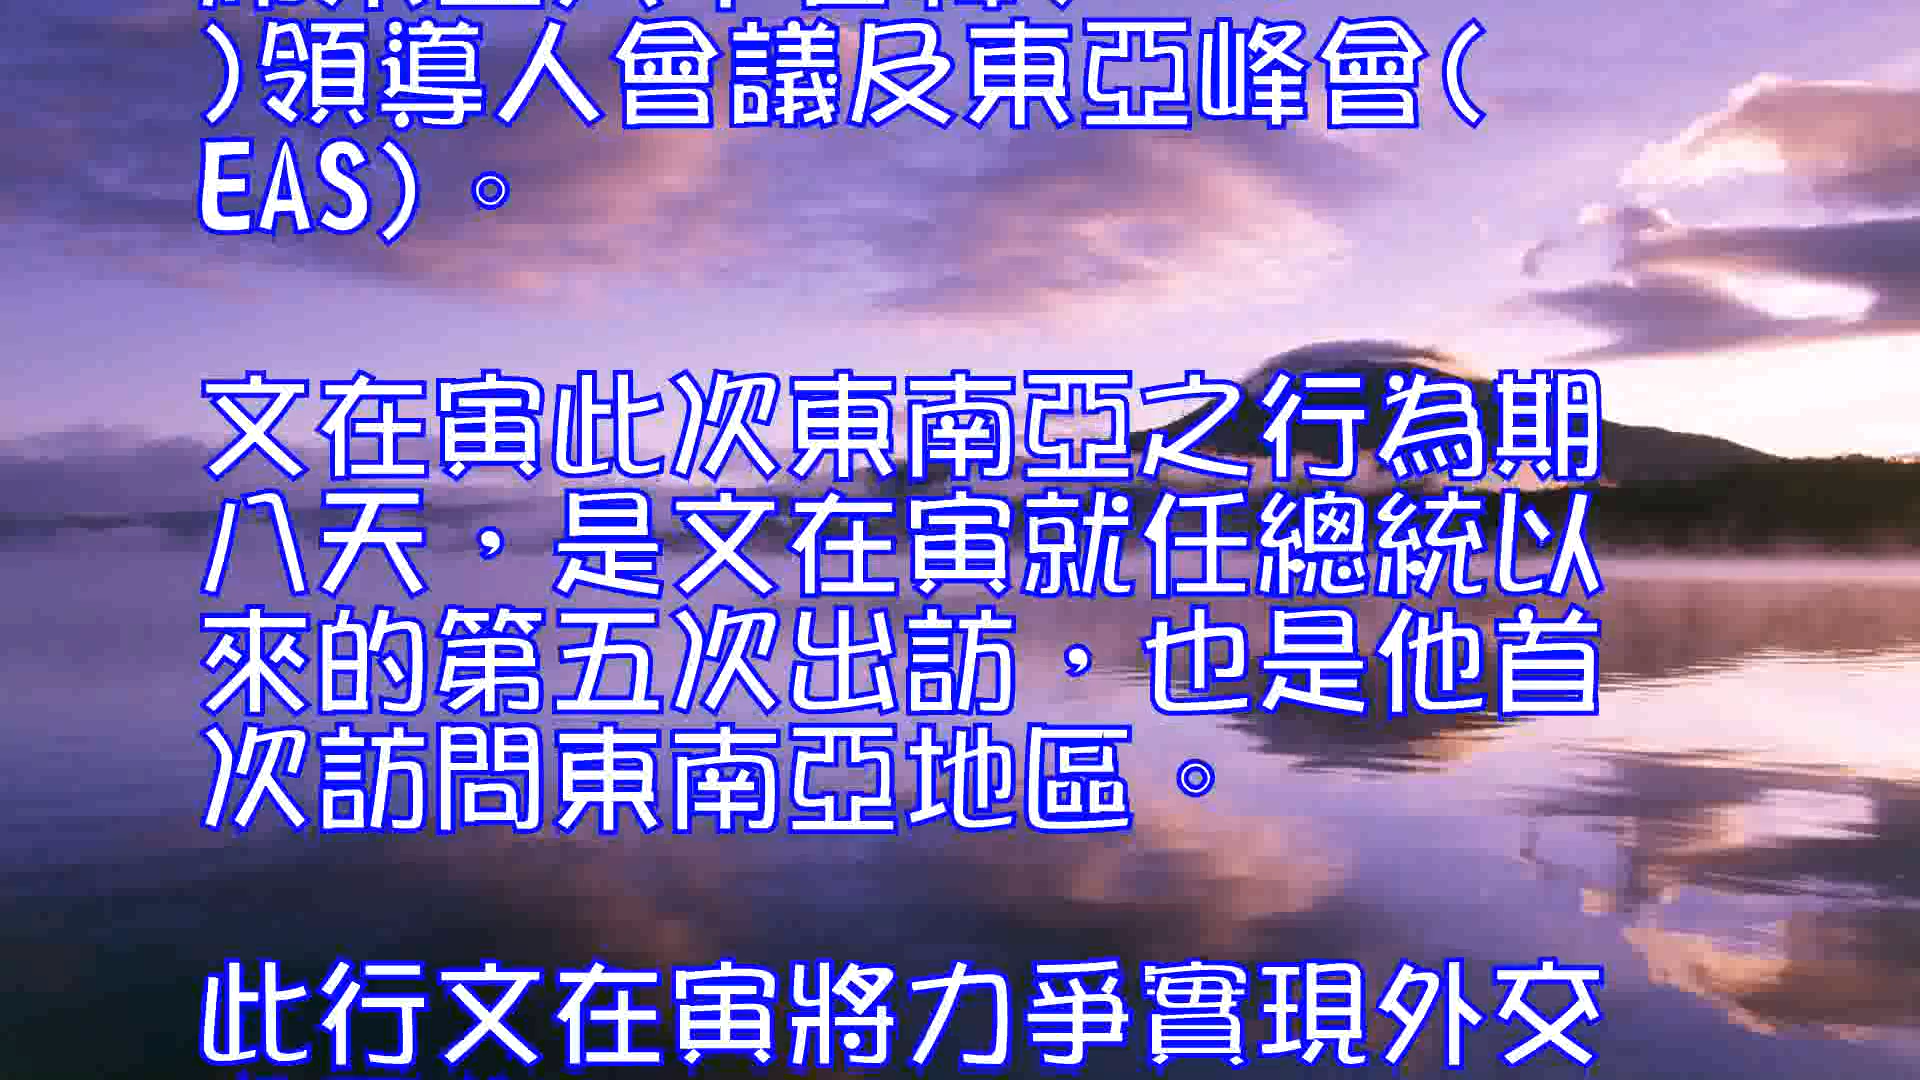 )領導人會議及東亞峰會(
EAS)。
文在寅此次東南亞之行為期
八天，是文在寅就任總統以
來的第五次出訪，也是他首
次訪問東南亞地區。
此行文在寅將力爭實現外交